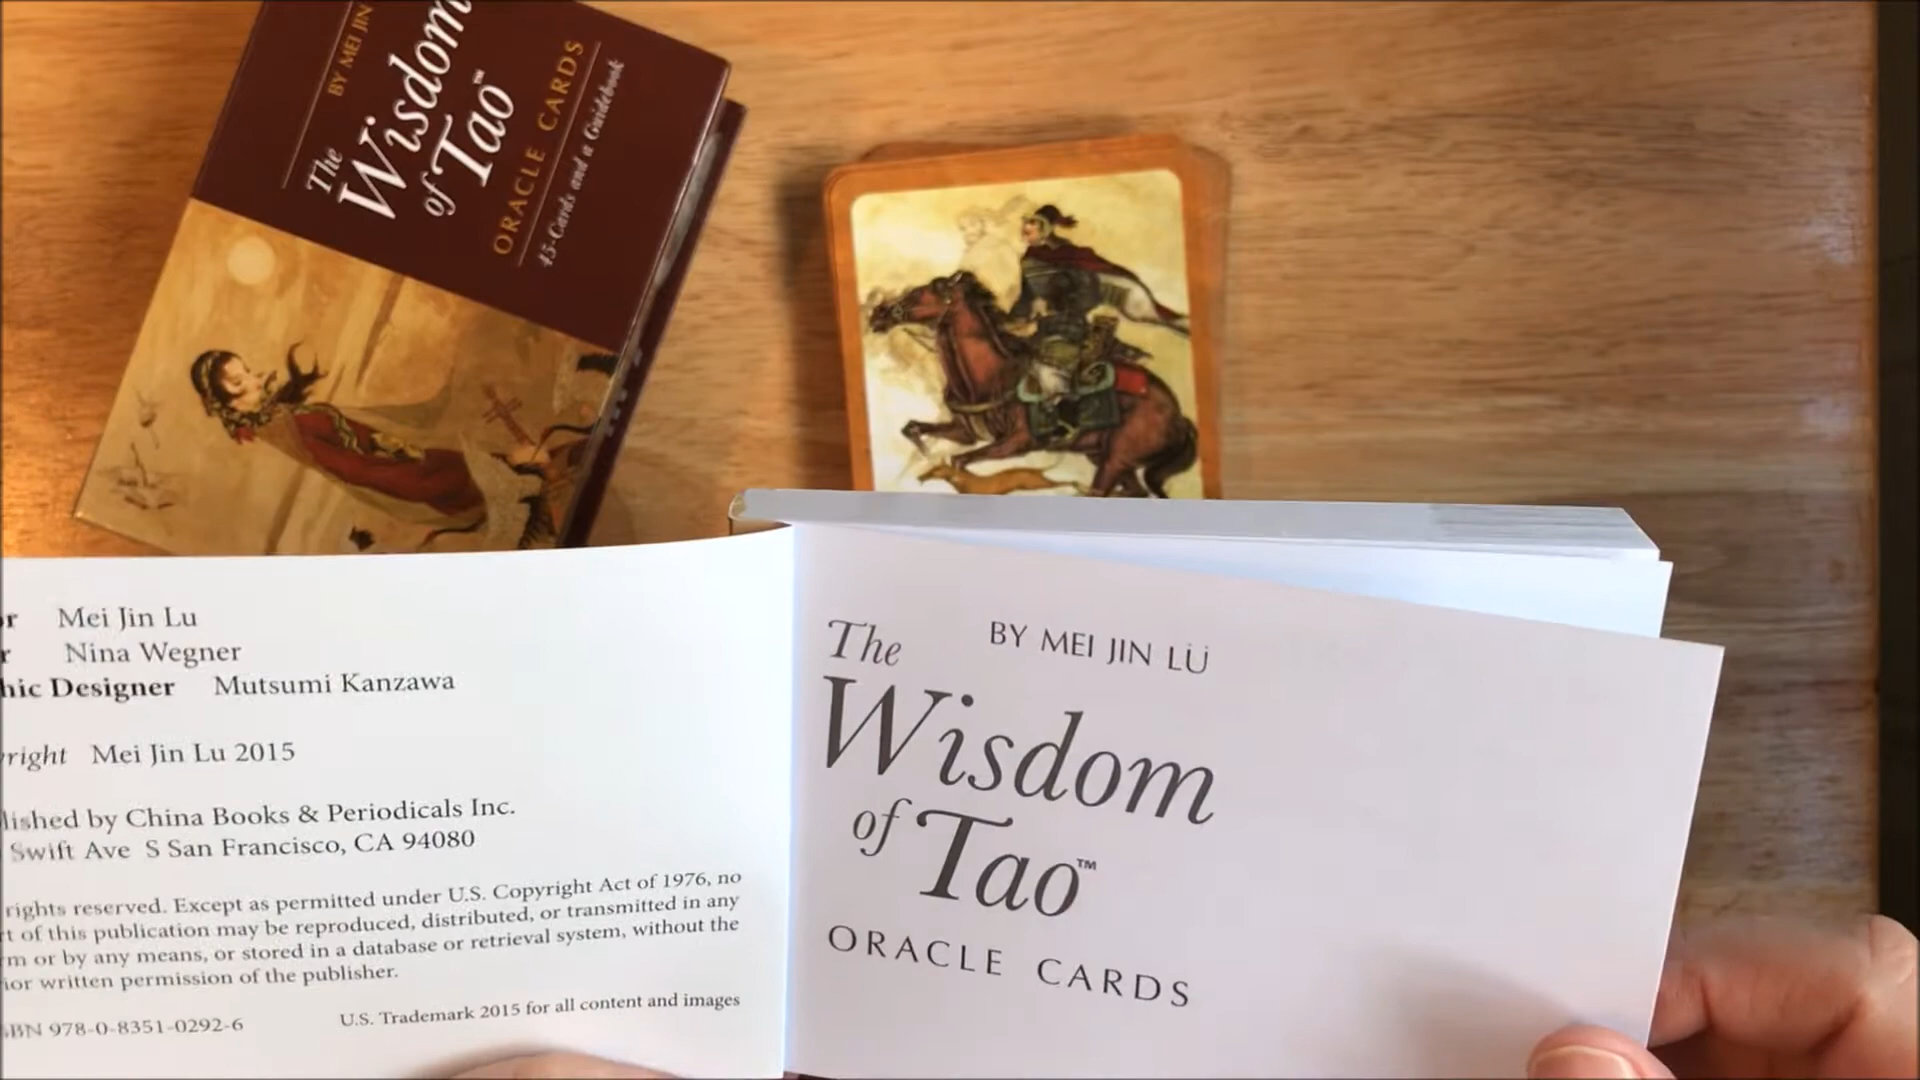 BY MEI JIN
The
Wisdom
of Tao™
ORACLE CARDS
45-Cards and a Guidebook
Mei Jin Lu
Nina Wegner
hic Designer Mutsumi Kanzawa
right Mei Jin Lu 2015
lished by China Books & Periodicals Inc.
Swift Ave S San Francisco, CA 94080
rights reserved. Except as permitted under U.S. Copyright Act of 1976, no
rt of this publication may be reproduced, distributed, or transmitted in any
m or by any means, or stored in a database or retrieval system, without the
ior written permission of the publisher.
BN 978-0-8351-0292-6 U.S. Trademark 2015 for all content and images
BY MEI JIN LÜ
The
Wisdom
of Tao™
ORACLE CARDS